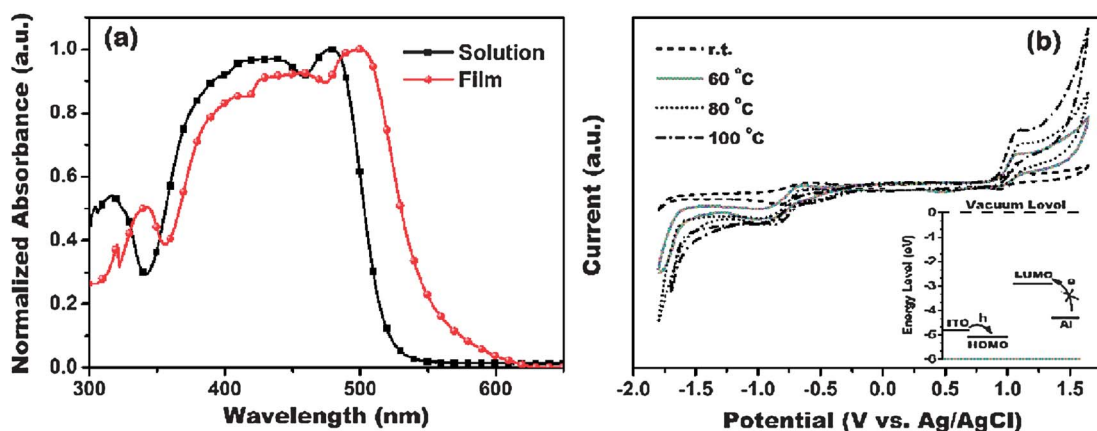 (a)
Solution
Film
Normalized Absorbance (a.u.)
1.0
0.8
0.6
0.4
0.2
0.0
300
400
500
600
Wavelength (nm)
(b)
r.t.
60 °C
80 °C
100 °C
Current (a.u.)
Vacuum Level
Energy Level (eV)
0
-3
-4
-5
-6
LUMO
e
ITO
h
HOMO
Al
-2.0
-1.5
-1.0
-0.5
0.0
0.5
1.0
1.5
Potential (V vs. Ag/AgCl)